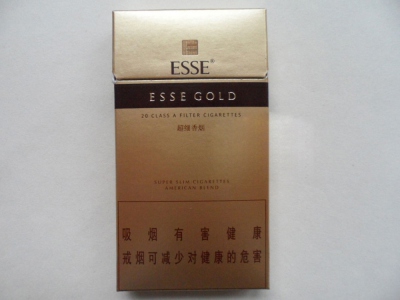 ESSE®
ESSE GOLD
20 CLASS A FILTER CIGARETTES
超细香烟
SUPER SLIM CIGARETTES
AMERICAN BLEND
吸烟有害健康
戒烟可减少对健康的危害